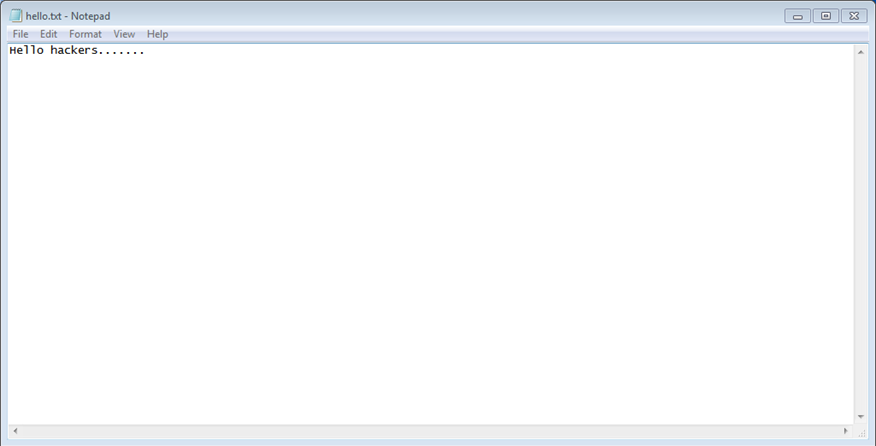 hello.txt - Notepad
File Edit Format View Help
Hello hackers.......